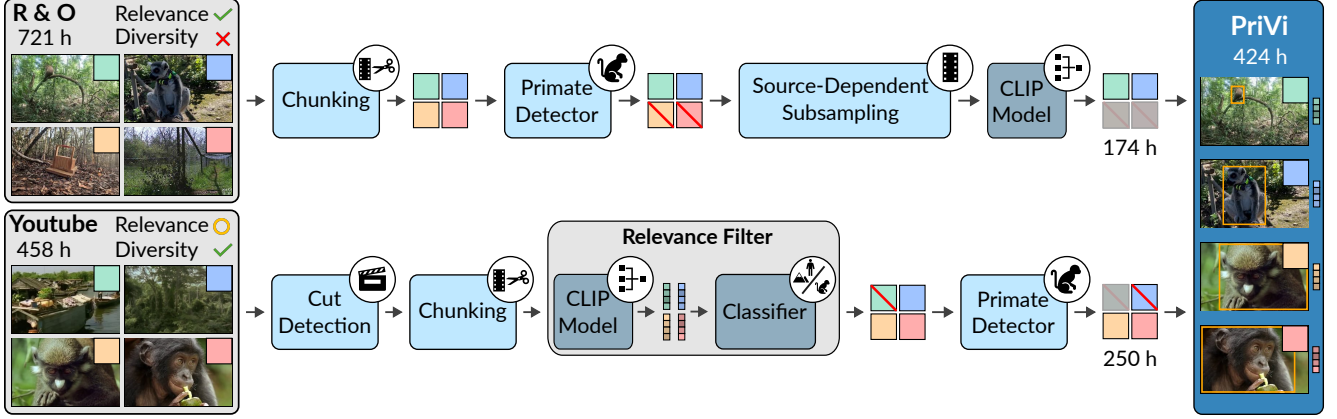 R & O
Relevance
721 h
Diversity
Chunking
Primate
Detector
Source-Dependent
Subsampling
CLIP
Model
174 h
PriVi
424 h
Youtube
Relevance
458 h
Diversity
Cut
Detection
Chunking
Relevance Filter
CLIP
Model
Classifier
Primate
Detector
250 h